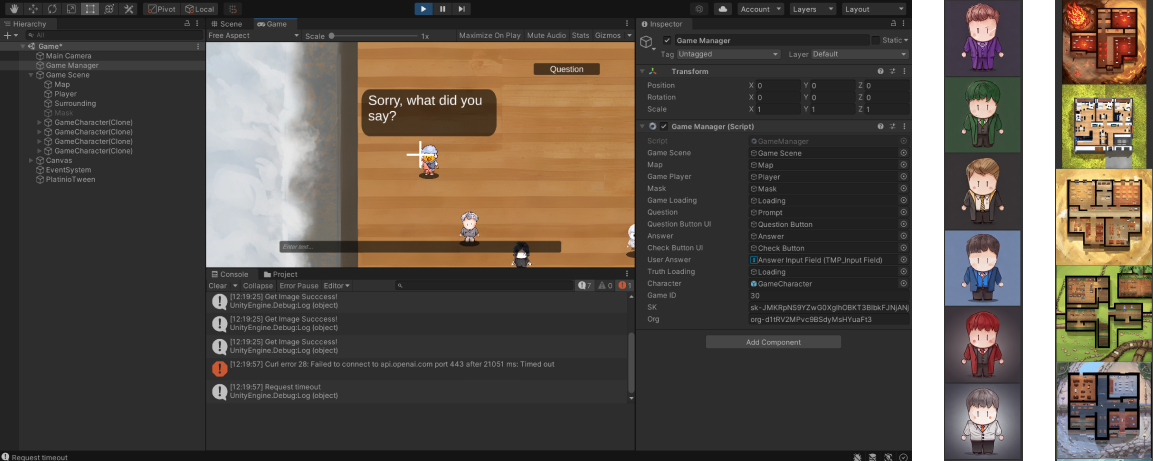 Pivot
Local
Account
Layers
Layout
Hierarchy
All
Game*
Main Camera
Game Manager
Game Scene
Map
Player
Surrounding
Mask
GameCharacter(Clone)
GameCharacter(Clone)
GameCharacter(Clone)
GameCharacter(Clone)
Canvas
EventSystem
PlatinioTween
Scene
Game
Free Aspect
Scale
1x
Maximize On Play
Mute Audio
Stats
Gizmos
Question
Sorry, what did you
say?
Enter text...
Console
Project
Clear
Collapse
Error Pause
Editor
7
0
1
[12:19:25] Get Image Succcess!
UnityEngine.Debug:Log (object)
[12:19:25] Get Image Succcess!
UnityEngine.Debug:Log (object)
[12:19:25] Get Image Succcess!
UnityEngine.Debug:Log (object)
[12:19:57] Curl error 28: Failed to connect to api.openai.com port 443 after 21051 ms: Timed out
[12:19:57] Request timeout
UnityEngine.Debug:Log (object)
Request timeout
Inspector
Game Manager
Static
Tag Untagged
Layer Default
Transform
Position X 0 Y 0 Z 0
Rotation X 0 Y 0 Z 0
Scale X 1 Y 1 Z 1
Game Manager (Script)
Script GameManager
Game Scene Game Scene
Map Map
Game Player Player
Mask Mask
Game Loading Loading
Question Prompt
Question Button UI Question Button
Answer Answer
Check Button UI Check Button
User Answer Answer Input Field (TMP_Input Field)
Truth Loading Loading
Character GameCharacter
Game ID 30
SK
Org
Add Component